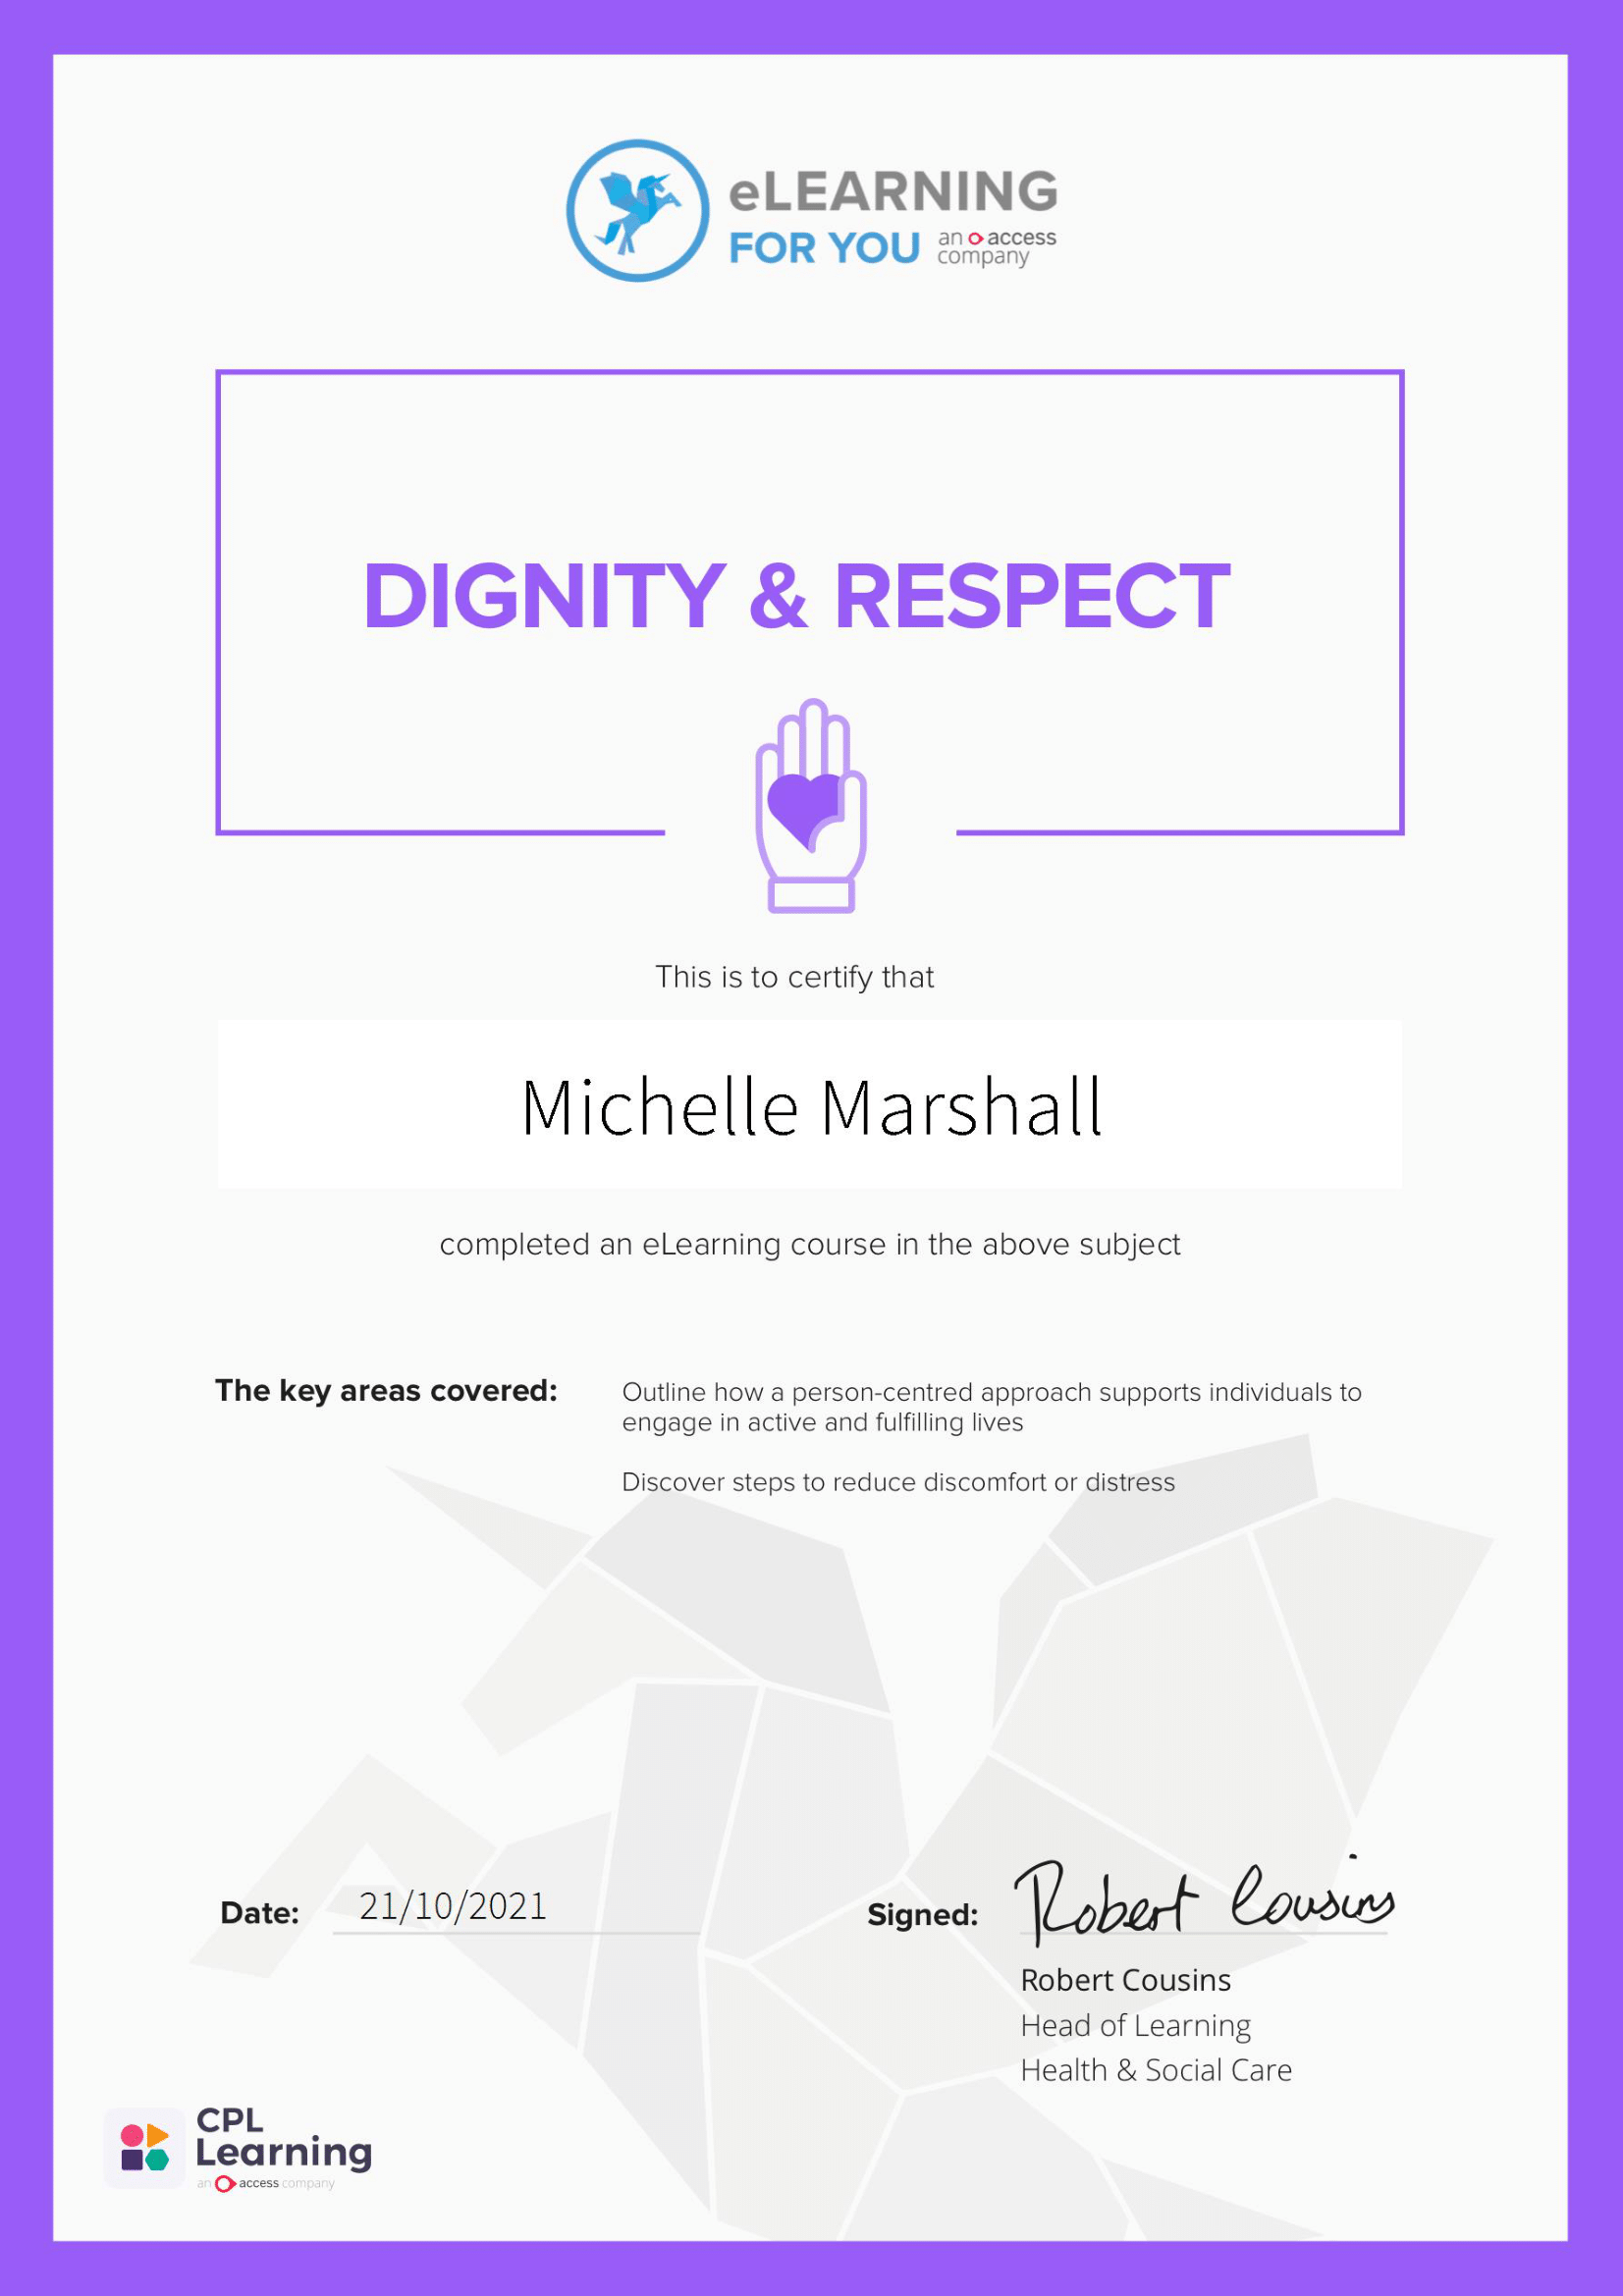 eLEARNING
FOR YOU
an access
company
DIGNITY & RESPECT
This is to certify that
Michelle Marshall
completed an eLearning course in the above subject
The key areas covered:
Outline how a person-centred approach supports individuals to
engage in active and fulfilling lives
Discover steps to reduce discomfort or distress
Date: 21/10/2021
Signed: Robert Cousins
Robert Cousins
Head of Learning
Health & Social Care
CPL
Learning
an access company